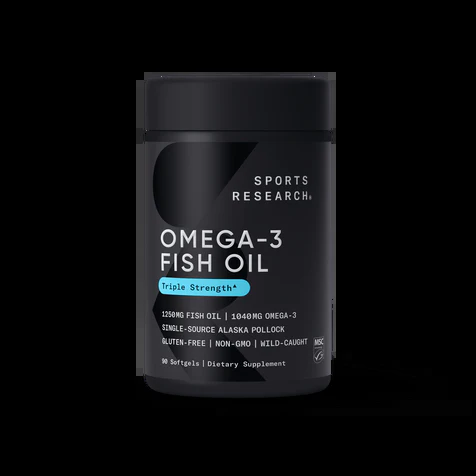 SPORTS
RESEARCH®
OMEGA-3
FISH OIL
Triple Strength^
1250MG FISH OIL | 1040MG OMEGA-3
SINGLE-SOURCE ALASKA POLLOCK
GLUTEN-FREE | NON-GMO | WILD-CAUGHT
MSC
90 Softgels | Dietary Supplement